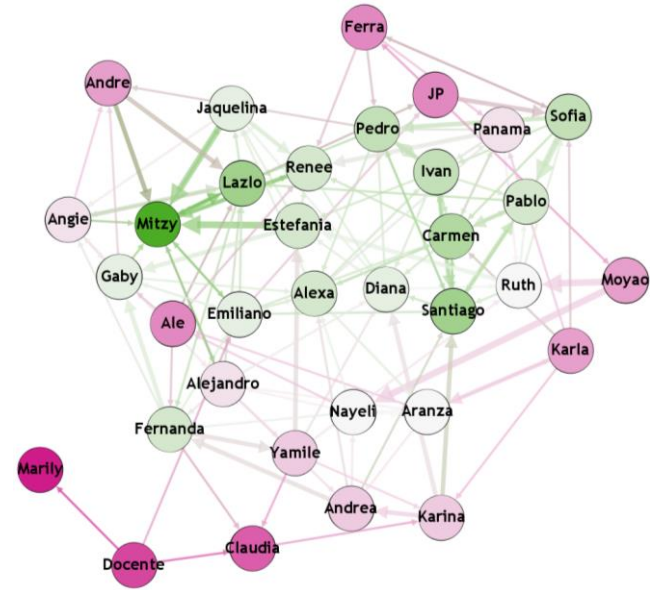 Ferra
Andre
JP
Jaquelina
Sofia
Pedro
Panama
Renee
Ivan
Lazlo
Pablo
Angie
Mitzy
Estefania
Carmen
Gaby
Alexa
Diana
Ruth
Moyao
Emiliano
Santiago
Ale
Karla
Alejandro
Nayeli
Aranza
Fernanda
Yamile
Marily
Andrea
Karina
Claudia
Docente